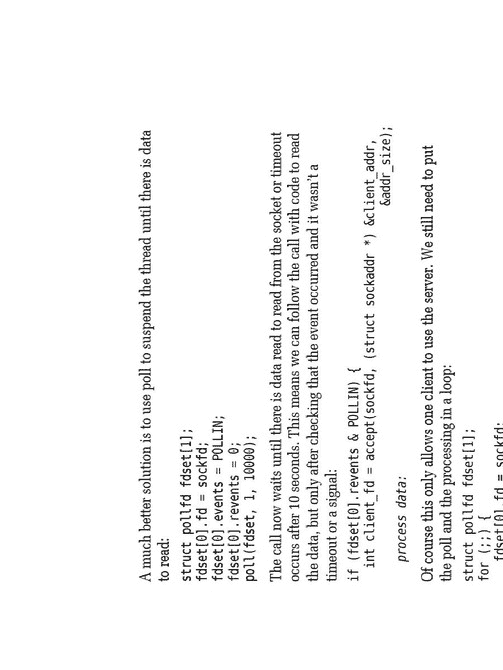 A much better solution is to use poll to suspend the thread until there is data
to read:
struct pollfd fdset[1];
fdset[0].fd = sockfd;
fdset[0].events = POLLIN;
fdset[0].revents = 0;
poll(fdset, 1, 10000);
The call now waits until there is data read to read from the socket or timeout
occurs after 10 seconds. This means we can follow the call with code to read
the data, but only after checking that the event occurred and it wasn't a
timeout or a signal:
if (fdset[0].revents & POLLIN) {
int client_fd = accept(sockfd, (struct sockaddr *) &client_addr,
&addr_size);
process data:
Of course this only allows one client to use the server. We still need to put
the poll and the processing in a loop:
struct pollfd fdset[1];
for (;;) {
fdset[0].fd = sockfd;